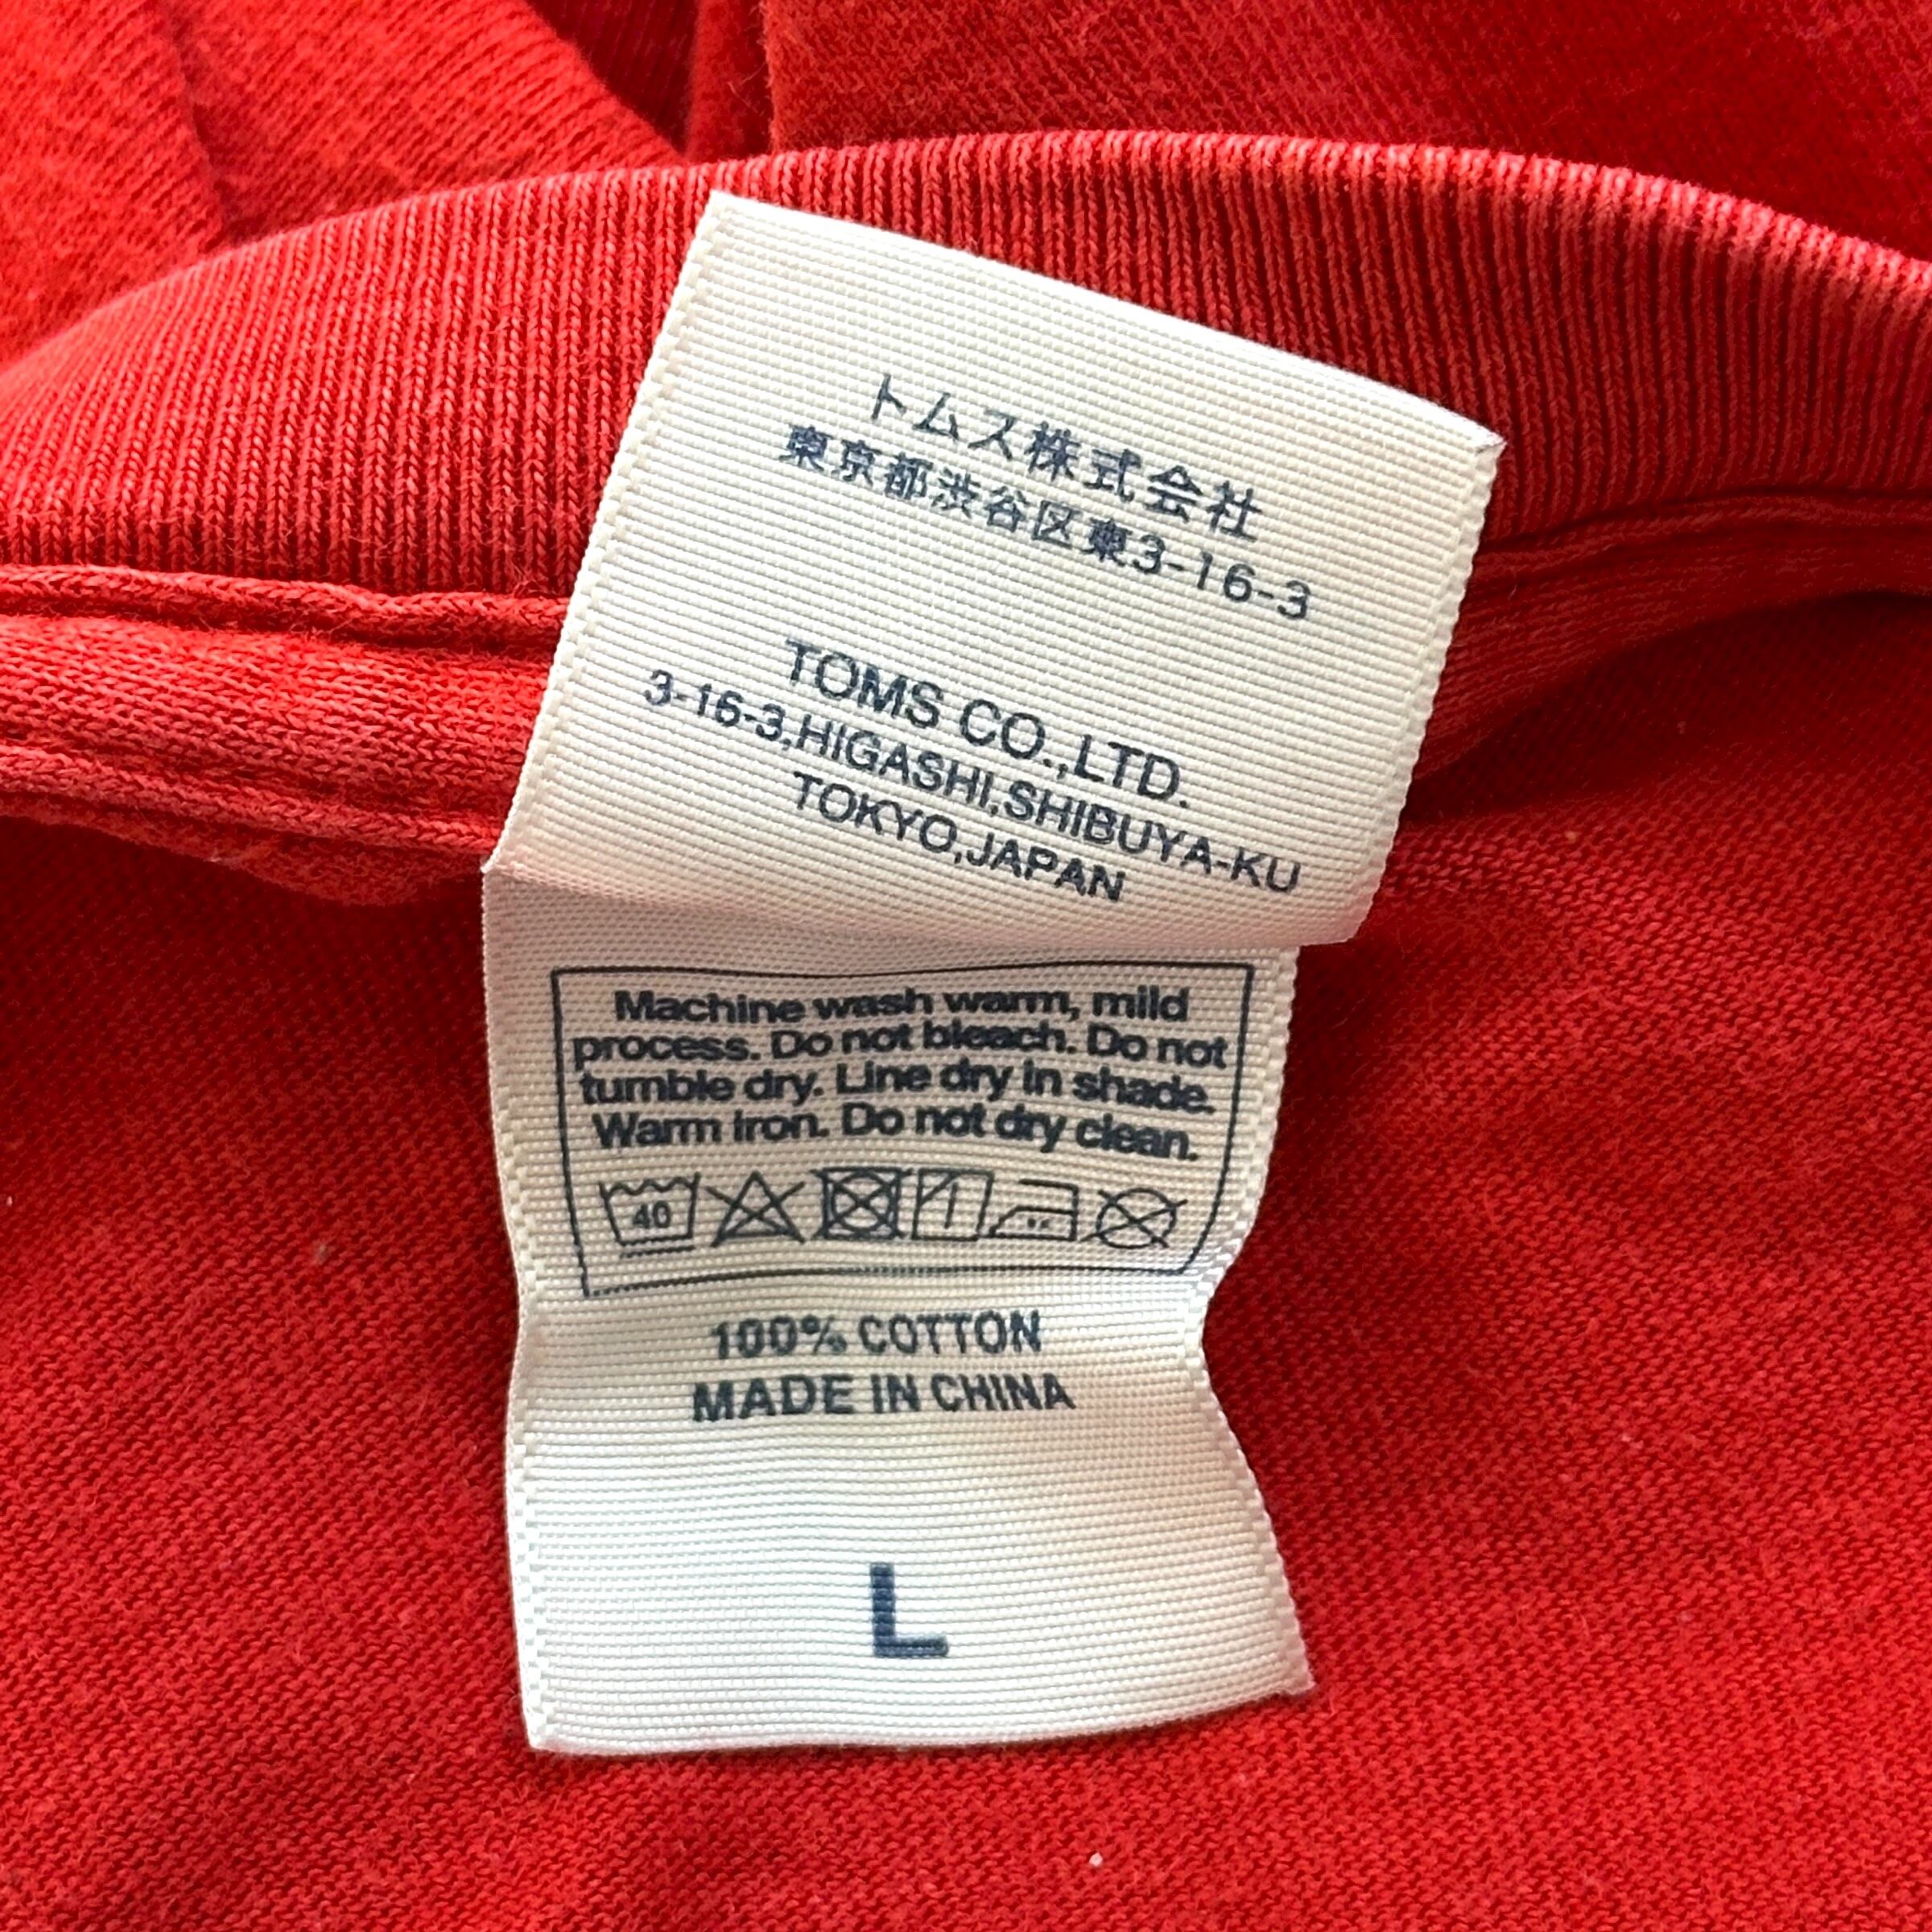 トムス株式会社
東京都渋谷区東3-16-3
TOMS CO.,LTD.
3-16-3,HIGASHI,SHIBUYA-KU
TOKYO,JAPAN
Machine wash warm, mild
process. Do not bleach. Do not
tumble dry. Line dry in shade.
Warm iron. Do not dry clean.
40
100% COTTON
MADE IN CHINA
L